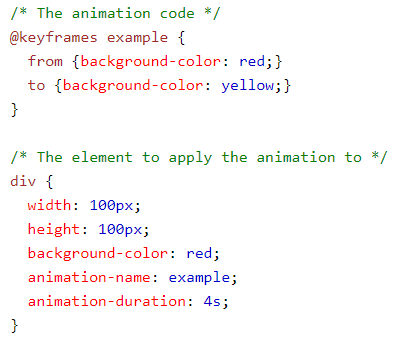 /* The animation code */
@keyframes example {
  from {background-color: red;}
  to {background-color: yellow;}
}

/* The element to apply the animation to */
div {
  width: 100px;
  height: 100px;
  background-color: red;
  animation-name: example;
  animation-duration: 4s;
}